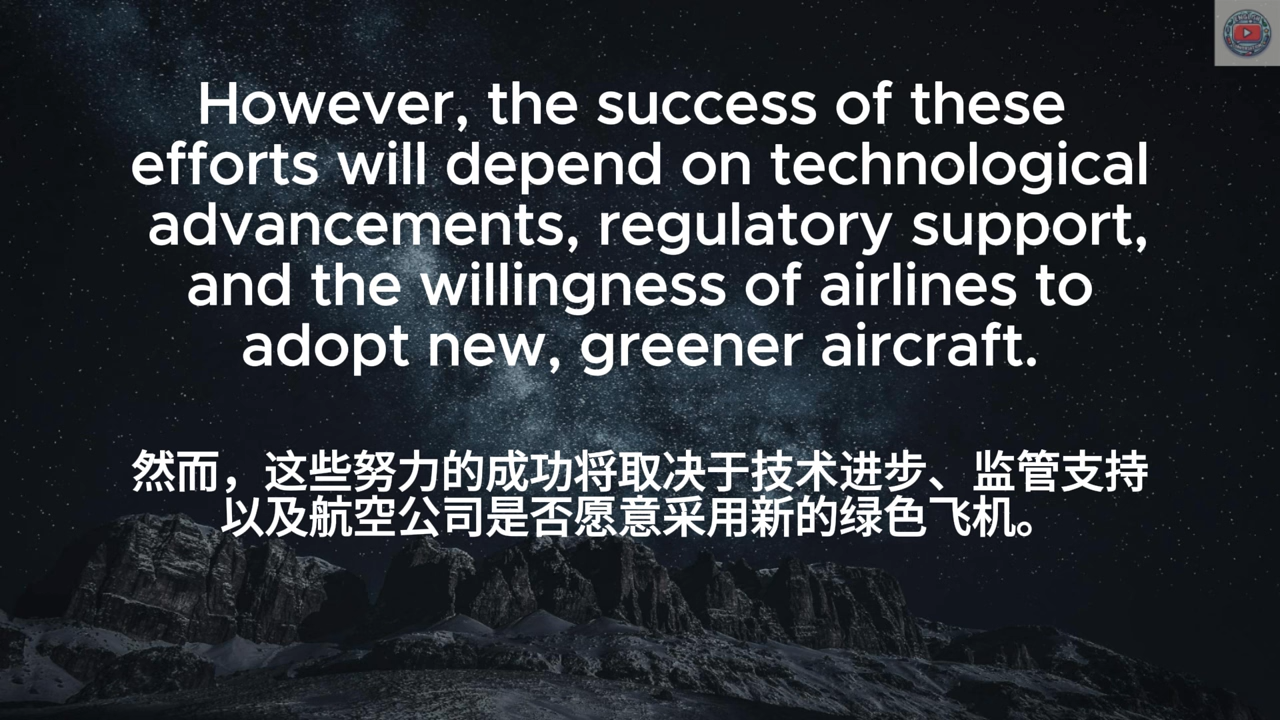 However, the success of these
efforts will depend on technological
advancements, regulatory support,
and the willingness of airlines to
adopt new, greener aircraft.
然而，这些努力的成功将取决于技术进步、监管支持
以及航空公司是否愿意采用新的绿色飞机。